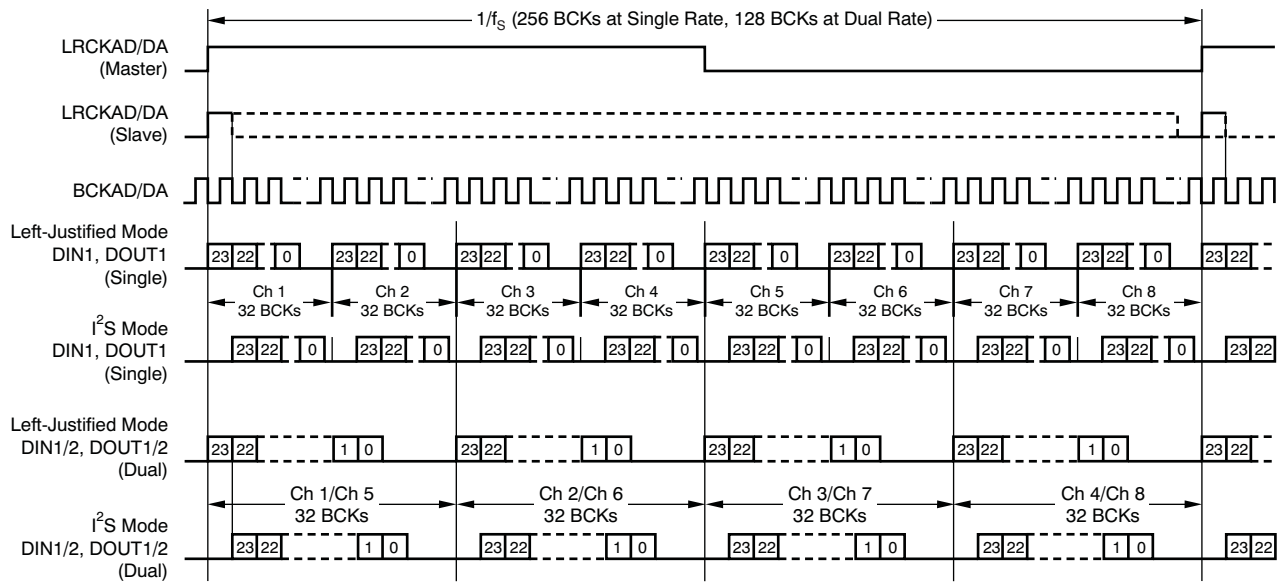 1/fS (256 BCKs at Single Rate, 128 BCKs at Dual Rate)
LRCKAD/DA
(Master)
LRCKAD/DA
(Slave)
BCKAD/DA
Left-Justified Mode
DIN1, DOUT1
(Single)
23 22 0 23 22 0 23 22 0 23 22 0 23 22 0 23 22 0 23 22 0 23 22 0 23 22
Ch 1 Ch 2 Ch 3 Ch 4 Ch 5 Ch 6 Ch 7 Ch 8
32 BCKs 32 BCKs 32 BCKs 32 BCKs 32 BCKs 32 BCKs 32 BCKs 32 BCKs
I²S Mode
DIN1, DOUT1
(Single)
23 22 0 23 22 0 23 22 0 23 22 0 23 22 0 23 22 0 23 22 0 23 22 0 23 22
Left-Justified Mode
DIN1/2, DOUT1/2
(Dual)
23 22 1 0 23 22 1 0 23 22 1 0 23 22 1 0 23 22
Ch 1/Ch 5 Ch 2/Ch 6 Ch 3/Ch 7 Ch 4/Ch 8
32 BCKs 32 BCKs 32 BCKs 32 BCKs
I²S Mode
DIN1/2, DOUT1/2
(Dual)
23 22 1 0 23 22 1 0 23 22 1 0 23 22 1 0 23 22